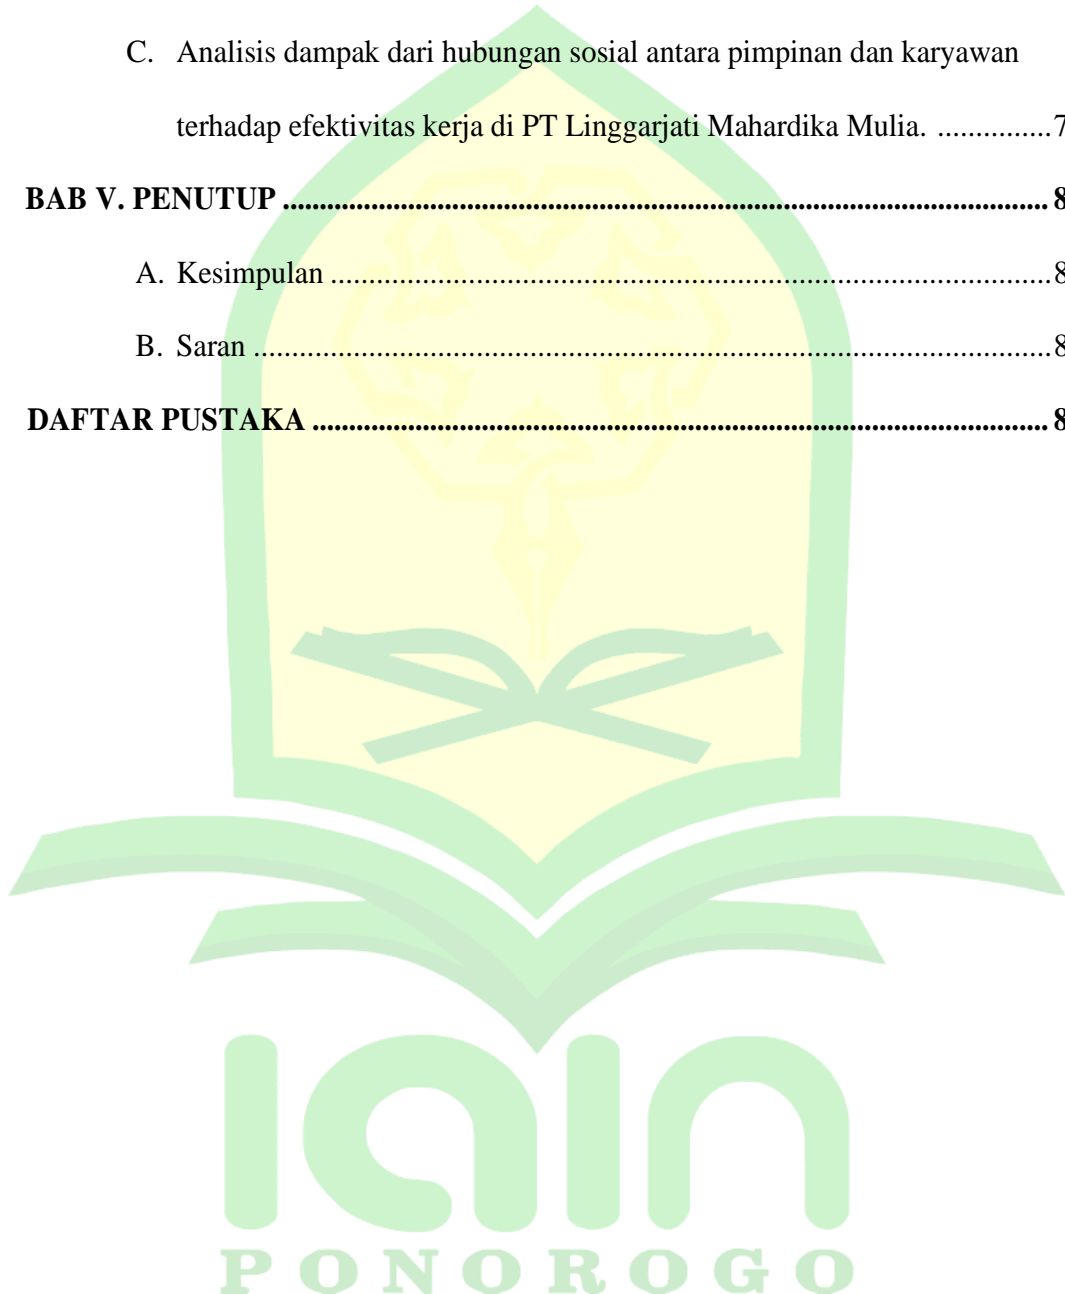 C. Analisis dampak dari hubungan sosial antara pimpinan dan karyawan
terhadap efektivitas kerja di PT Linggarjati Mahardika Mulia. ...............7
BAB V. PENUTUP ....................................................................................................... 8
A. Kesimpulan ................................................................................................8
B. Saran ..........................................................................................................8
DAFTAR PUSTAKA ................................................................................................... 8
iain
PONOROGO